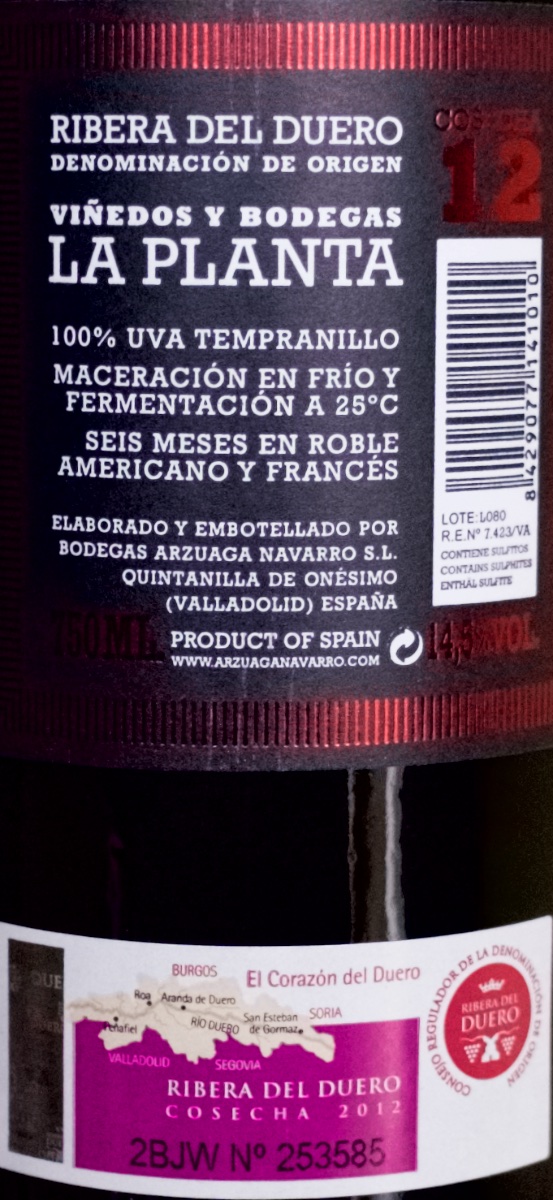 RIBERA DEL DUERO
DENOMINACIÓN DE ORIGEN
VIÑEDOS Y BODEGAS
LA PLANTA
100% UVA TEMPRANILLO
MACERACIÓN EN FRÍO Y
FERMENTACIÓN A 25°C
SEIS MESES EN ROBLE
AMERICANO Y FRANCÉS
ELABORADO Y EMBOTELLADO POR
BODEGAS ARZUAGA NAVARRO S.L.
QUINTANILLA DE ONÉSIMO
(VALLADOLID) ESPAÑA
750ML.
PRODUCT OF SPAIN
WWW.ARZUAGANAVARRO.COM
14,5%VOL.
12
8 429077 141010
LOTE:L080
R.E.Nº 7.423/VA
CONTIENE SULFITOS
CONTAINS SULPHITES
ENTHÄL SULFITE
BURGOS
El Corazón del Duero
Roa
Aranda de Duero
Peñafiel
RÍO DUERO
San Esteban
de Gormaz
SORIA
VALLADOLID
SEGOVIA
RIBERA DEL DUERO
COSECHA 2012
2BJW Nº 253585
CONSEJO REGULADOR DE LA DENOMINACIÓN DE ORIGEN
RIBERA DEL
DUERO